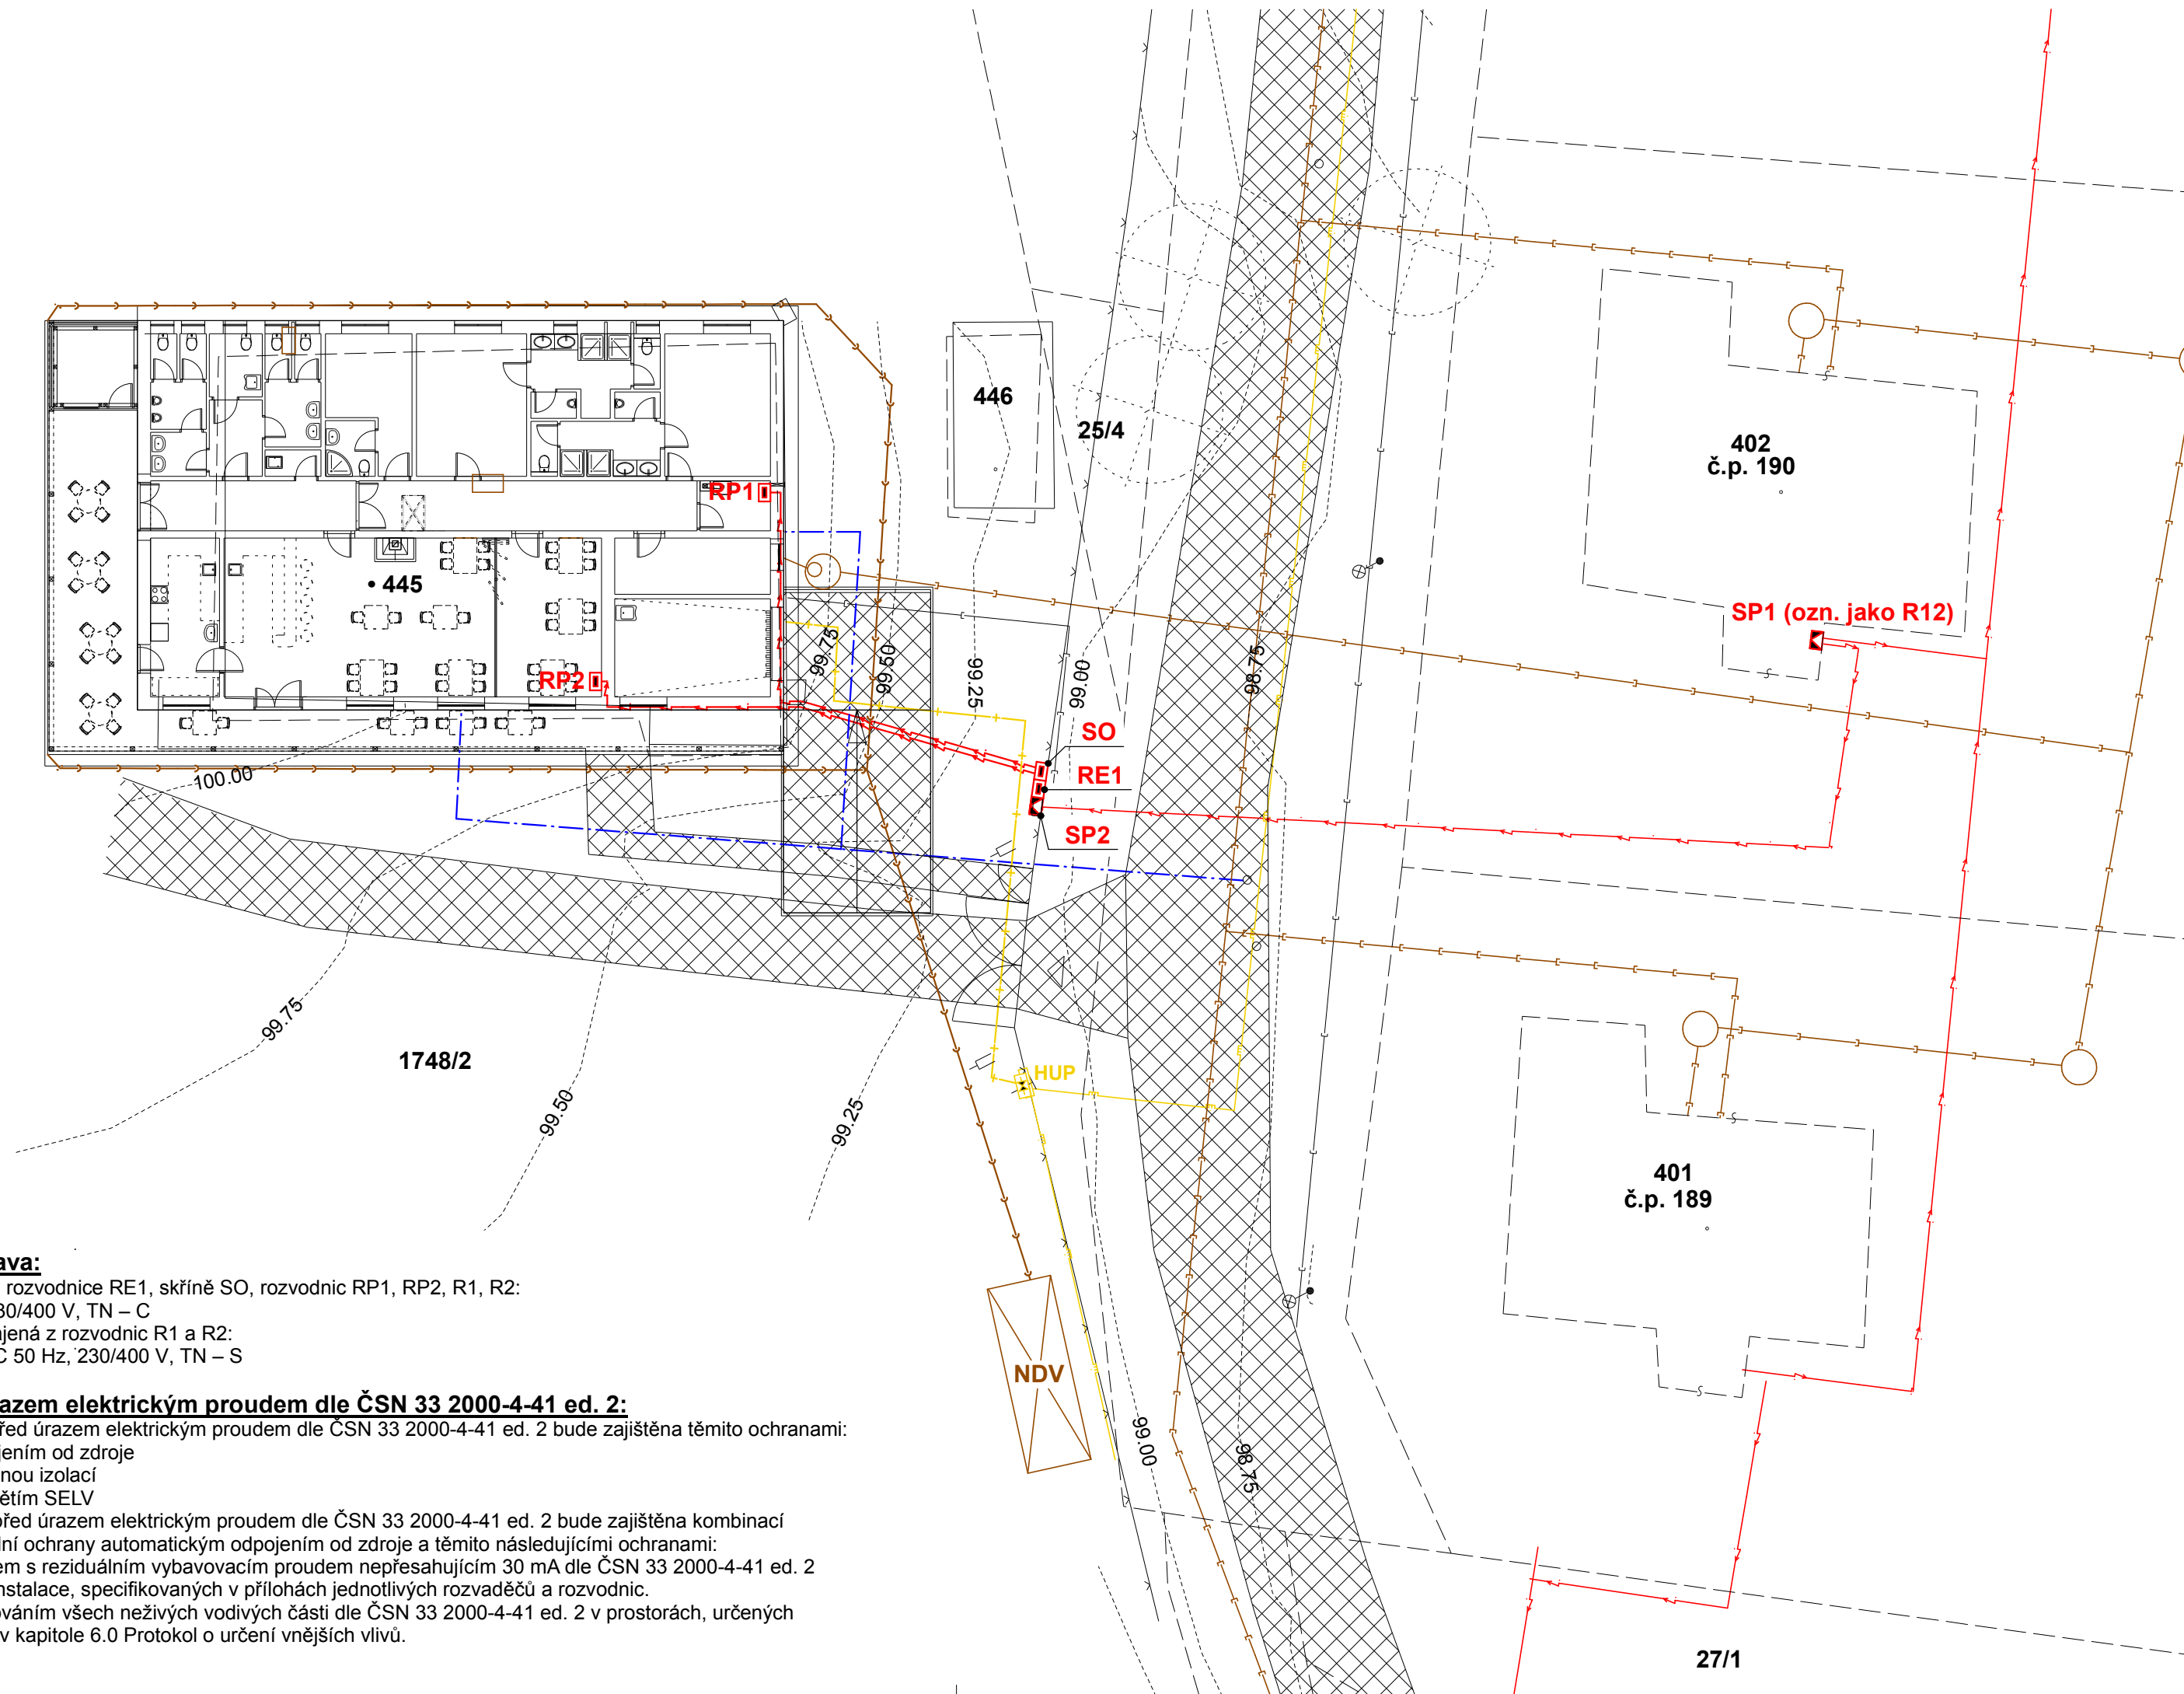 446
25/4
402
č.p. 190
RP1
445
SP1 (ozn. jako R12)
RP2
99.75
99.50
99.25
99.00
98.75
SO
RE1
SP2
100.00
99.75
1748/2
99.50
99.25
HUP
401
č.p. 189
NDV
99.00
98.75
27/1
ava:
rozvodnice RE1, skříně SO, rozvodnic RP1, RP2, R1, R2:
30/400 V, TN – C
ájená z rozvodnic R1 a R2:
C 50 Hz, 230/400 V, TN – S
razem elektrickým proudem dle ČSN 33 2000-4-41 ed. 2:
před úrazem elektrickým proudem dle ČSN 33 2000-4-41 ed. 2 bude zajištěna těmito ochranami:
jením od zdroje
nou izolací
ětím SELV
před úrazem elektrickým proudem dle ČSN 33 2000-4-41 ed. 2 bude zajištěna kombinací
lní ochrany automatickým odpojením od zdroje a těmito následujícími ochranami:
em s reziduálním vybavovacím proudem nepřesahujícím 30 mA dle ČSN 33 2000-4-41 ed. 2
nstalace, specifikovaných v přílohách jednotlivých rozvaděčů a rozvodnic.
ováním všech neživých vodivých části dle ČSN 33 2000-4-41 ed. 2 v prostorách, určených
v kapitole 6.0 Protokol o určení vnějších vlivů.